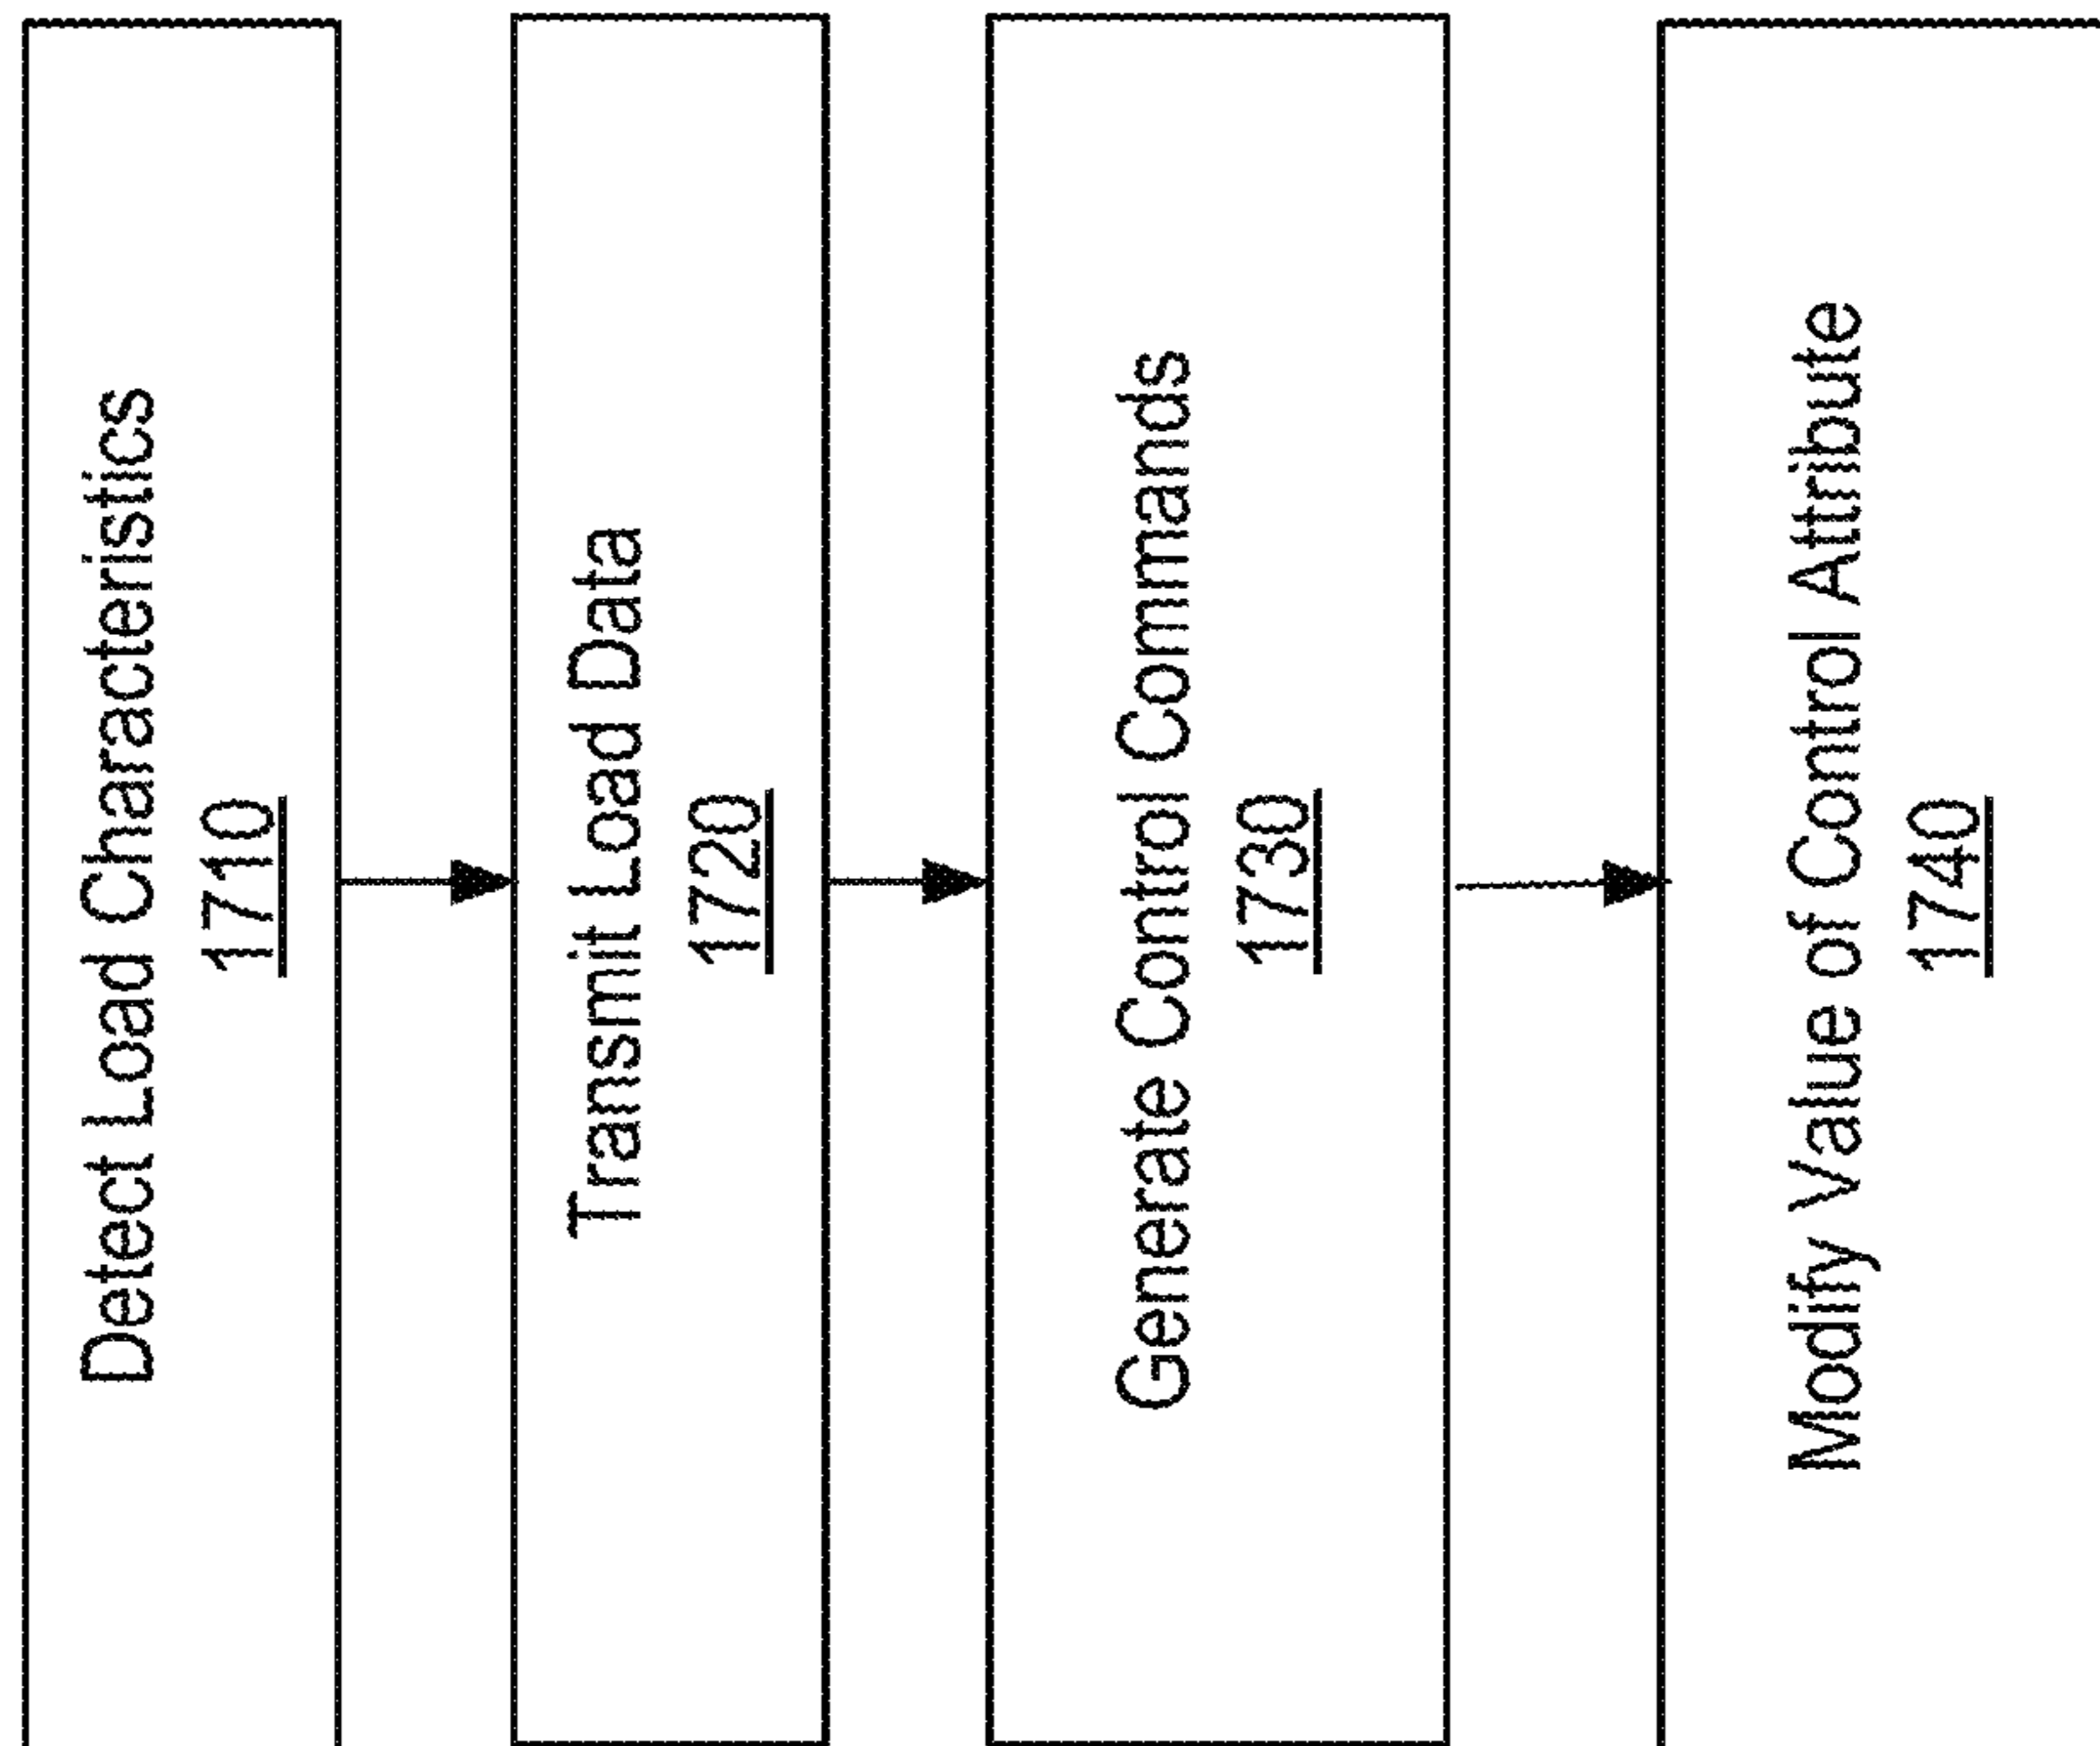 Detect Load Characteristics
1710
Transmit Load Data
1720
Generate Control Commands
1730
Modify Value of Control Attribute
1740